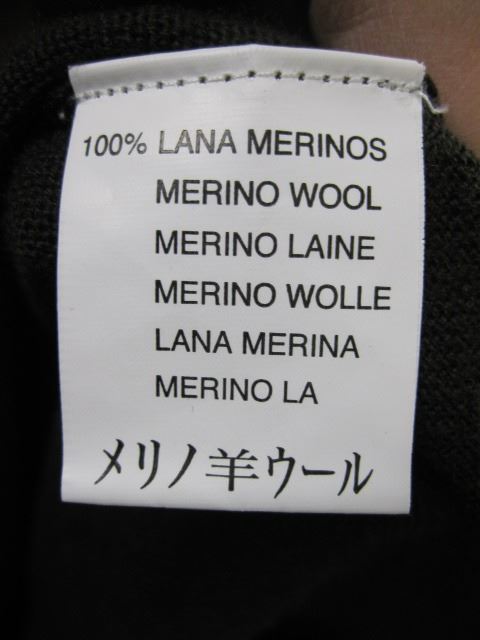 100% LANA MERINOS
MERINO WOOL
MERINO LAINE
MERINO WOLLE
LANA MERINA
MERINO LA
メリノ羊ウール